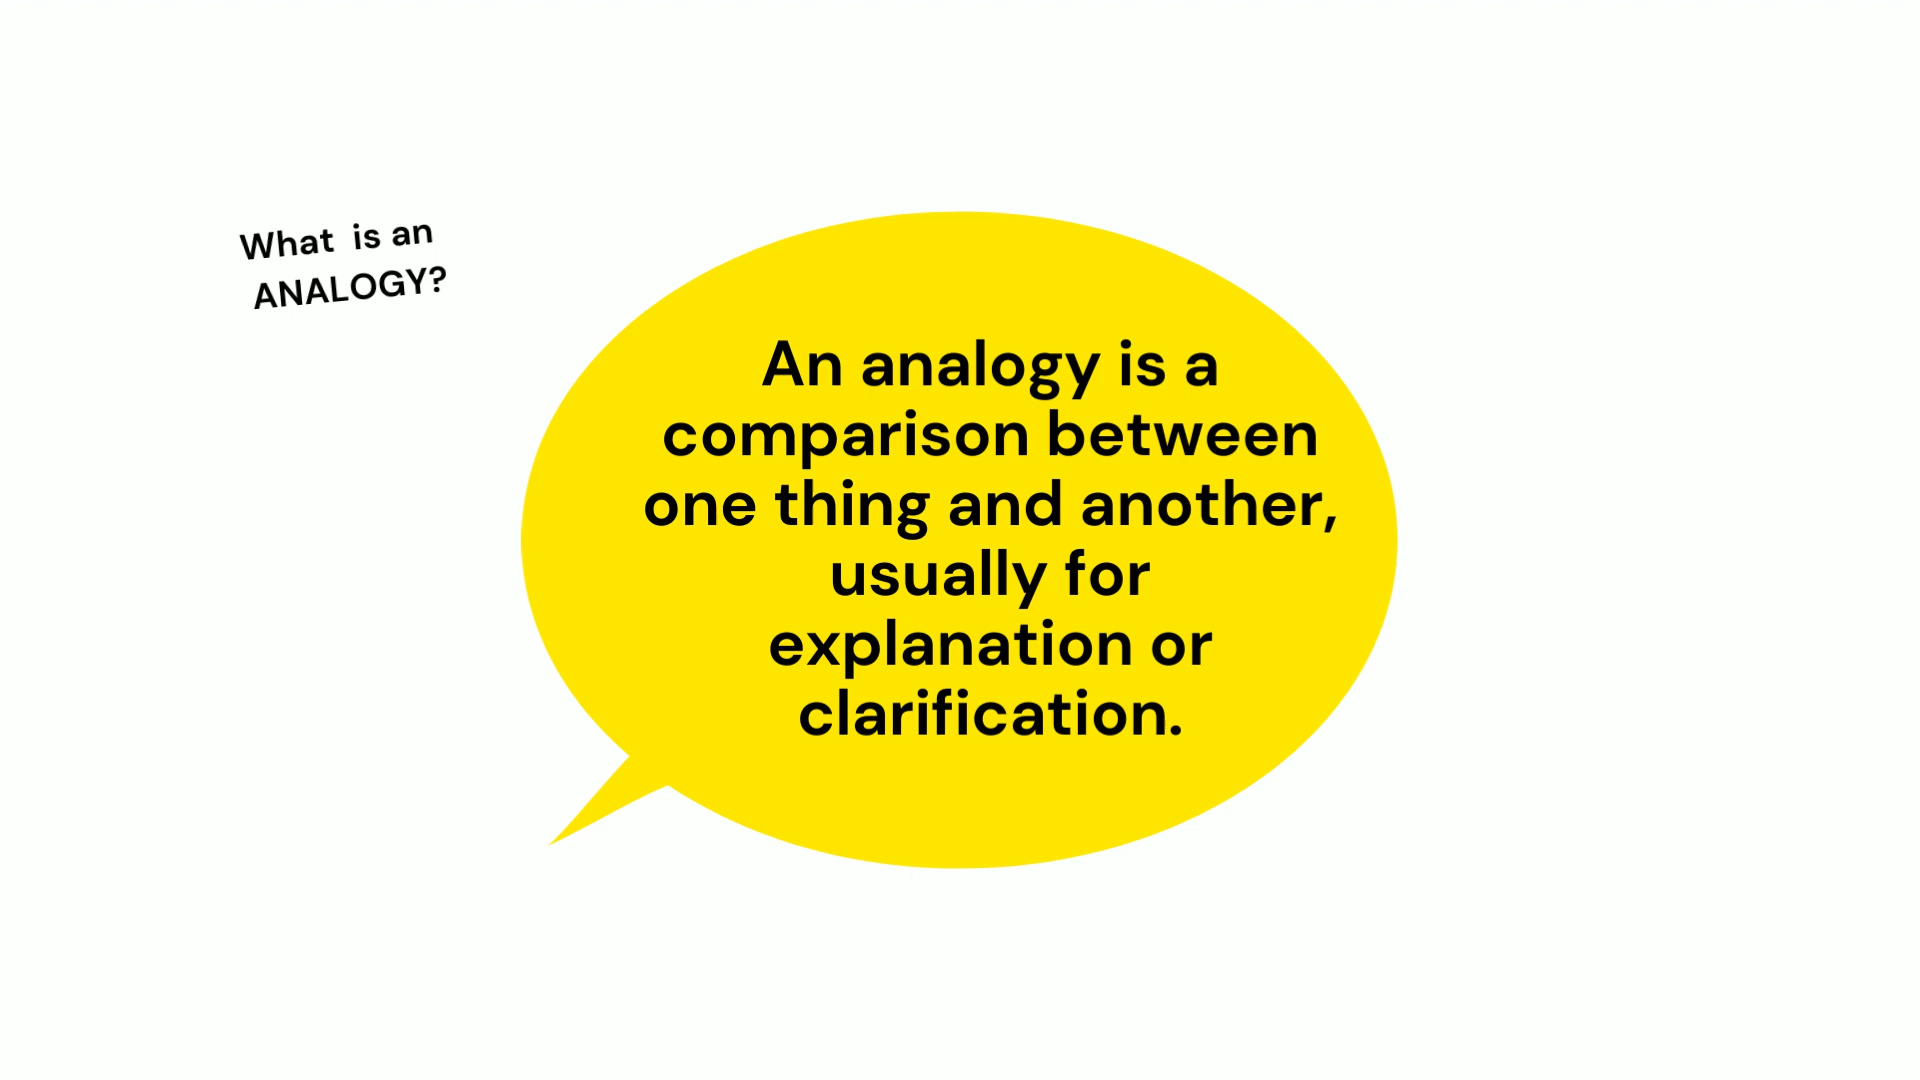 What is an
ANALOGY?
An analogy is a
comparison between
one thing and another,
usually for
explanation or
clarification.